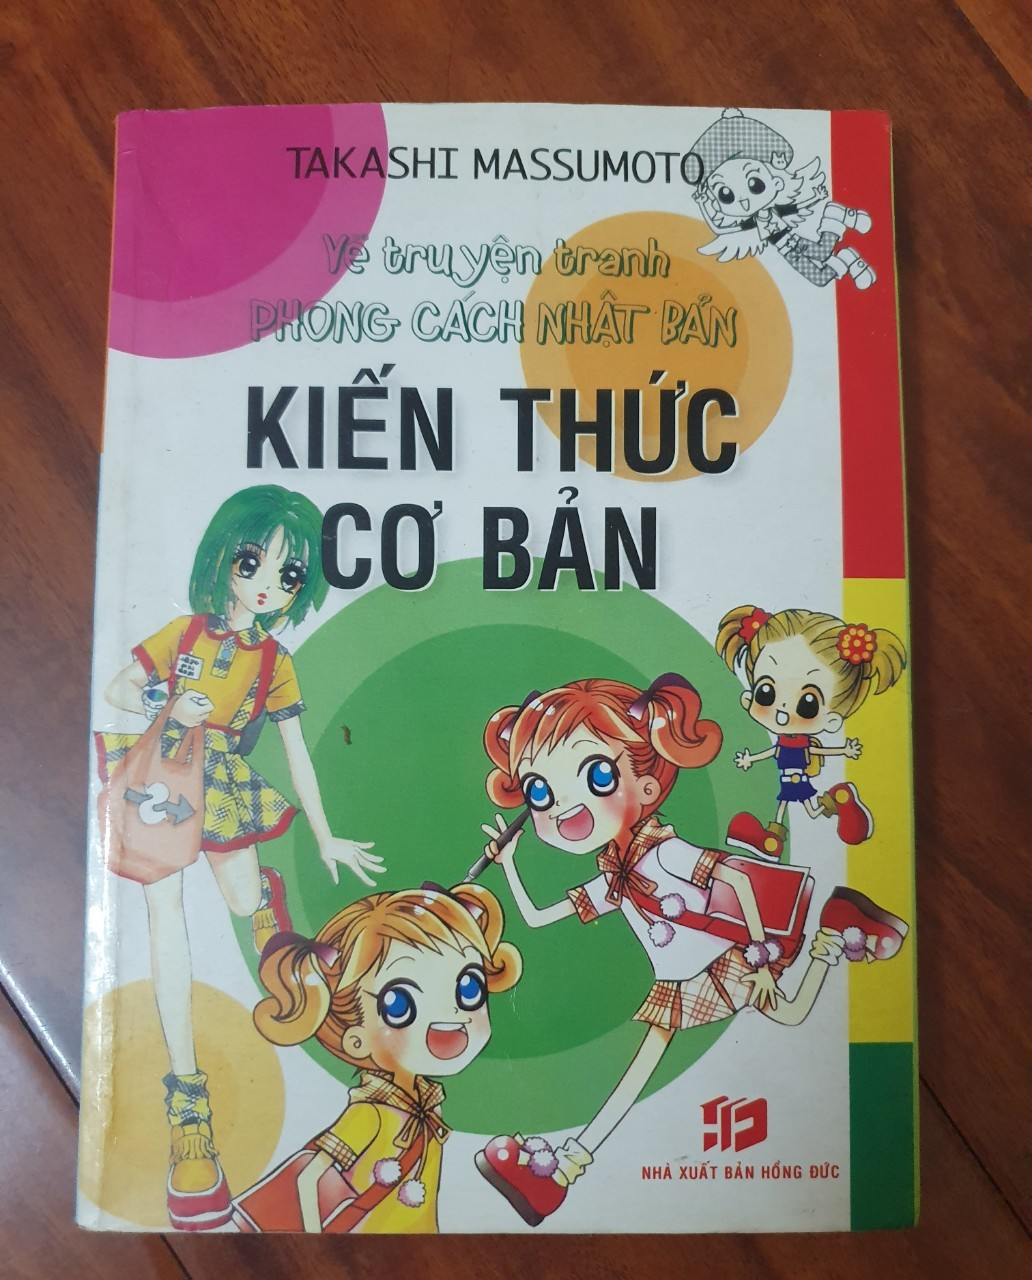 TAKASHI MASSUMOTO
Vẽ truyện tranh
PHONG CÁCH NHẬT BẢN
KIẾN THỨC
CƠ BẢN
NHÀ XUẤT BẢN HỒNG ĐỨC